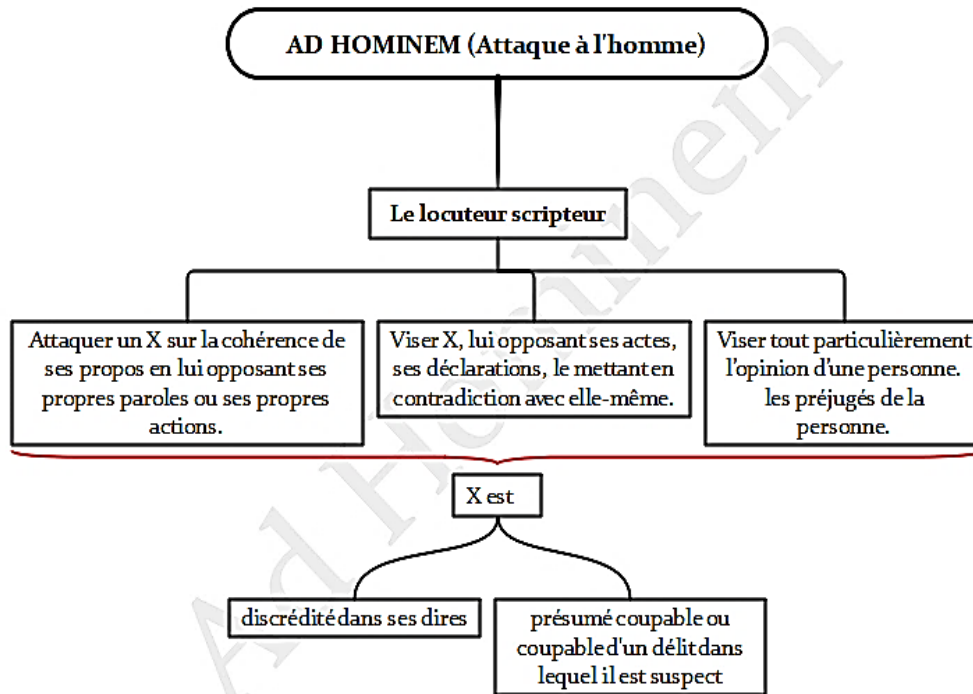 AD HOMINEM (Attaque à l'homme)
Le locuteur scripteur
Attaquer un X sur la cohérence de
ses propos en lui opposant ses
propres paroles ou ses propres
actions.
Viser X, lui opposant ses actes,
ses déclarations, le mettant en
contradiction avec elle-même.
Viser tout particulièrement
l'opinion d'une personne.
les préjugés de la
personne.
X est
discrédité dans ses dires
présumé coupable ou
coupable d'un délit dans
lequel il est suspect
Ad Hominem